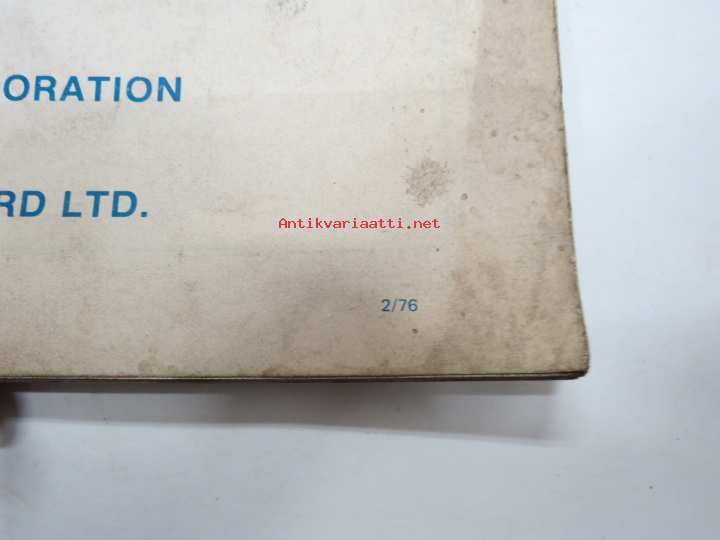 ORATION
RD LTD.
Antikvariaatti.net
2/76